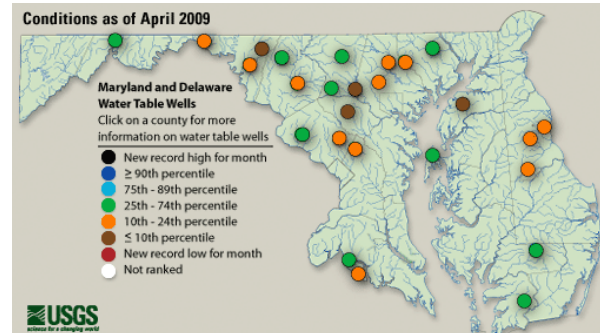 Conditions as of April 2009
Maryland and Delaware
Water Table Wells
Click on a county for more
information on water table wells
New record high for month
≥ 90th percentile
75th - 89th percentile
25th - 74th percentile
10th - 24th percentile
≤ 10th percentile
New record low for month
Not ranked
USGS
science for a changing world